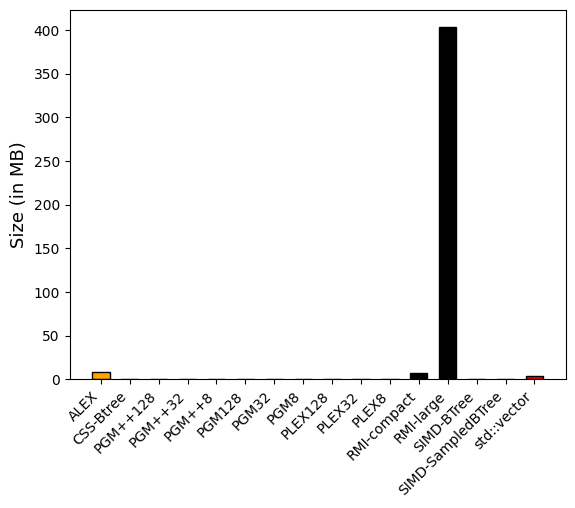 Size (in MB)
400
350
300
250
200
150
100
50
0
ALEX
CSS-Btree
PGM++128
PGM++32
PGM++8
PGM128
PGM32
PGM8
PLEX128
PLEX32
PLEX8
RMI-compact
RMI-large
SIMD-BTree
SIMD-SampledBTree
std::vector